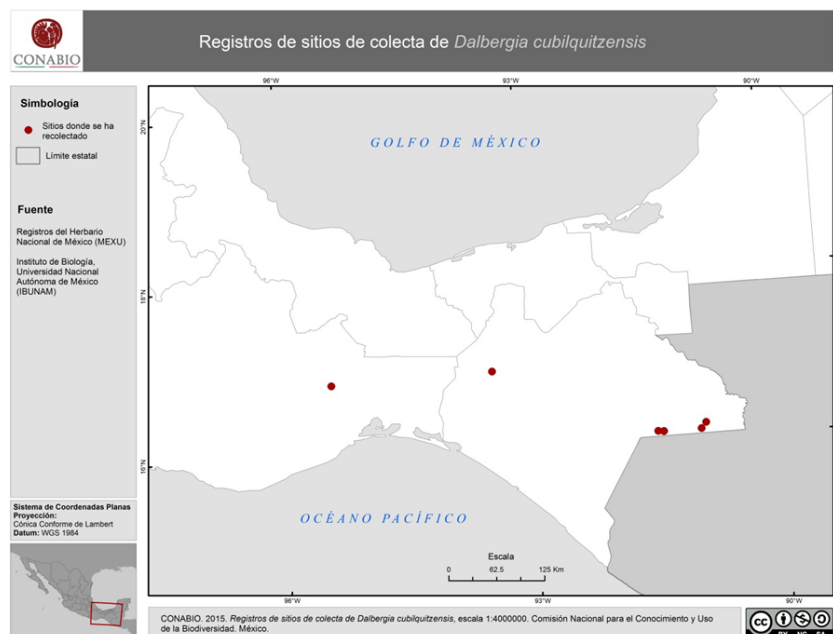 CONABIO
Registros de sitios de colecta de Dalbergia cubilquitzensis
Simbología
Sitios donde se ha
recolectado
Límite estatal
Fuente
Registros del Herbario
Nacional de México (MEXU)
Instituto de Biología,
Universidad Nacional
Autónoma de México
(IBUNAM)
Sistema de Coordenadas Planas
Proyección:
Cónica Conforme de Lambert
Datum: WGS 1984
96°W
93°W
90°W
20°N
18°N
16°N
GOLFO DE MÉXICO
OCÉANO PACÍFICO
Escala
0 62.5 125 Km
96°W
93°W
90°W
CONABIO. 2015. Registros de sitios de colecta de Dalbergia cubilquitzensis, escala 1:4000000. Comisión Nacional para el Conocimiento y Uso
de la Biodiversidad. México.
cc
BY NC